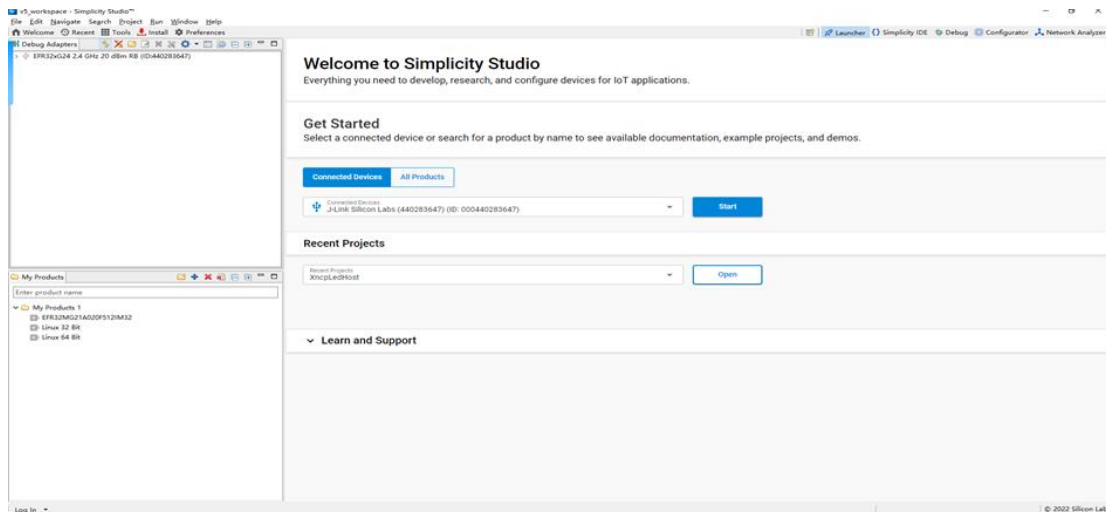 v5_workspace - Simplicity Studio™
File Edit Navigate Search Project Run Window Help
Welcome Recent Tools Install Preferences
Launcher {} Simplicity IDE Debug Configurator Network Analyzer
Debug Adapters
EFR32xG24 2.4 GHz 20 dBm RB (ID:440283647)
Welcome to Simplicity Studio
Everything you need to develop, research, and configure devices for IoT applications.
Get Started
Select a connected device or search for a product by name to see available documentation, example projects, and demos.
Connected Devices All Products
Connected Devices
J-Link Silicon Labs (440283647) (ID: 000440283647)
Start
Recent Projects
Recent Projects
XncpLedHost
Open
Learn and Support
My Products
Enter product name
My Products 1
EFR32MG21A020F512IM32
Linux 32 Bit
Linux 64 Bit
Log In
© 2022 Silicon Lab